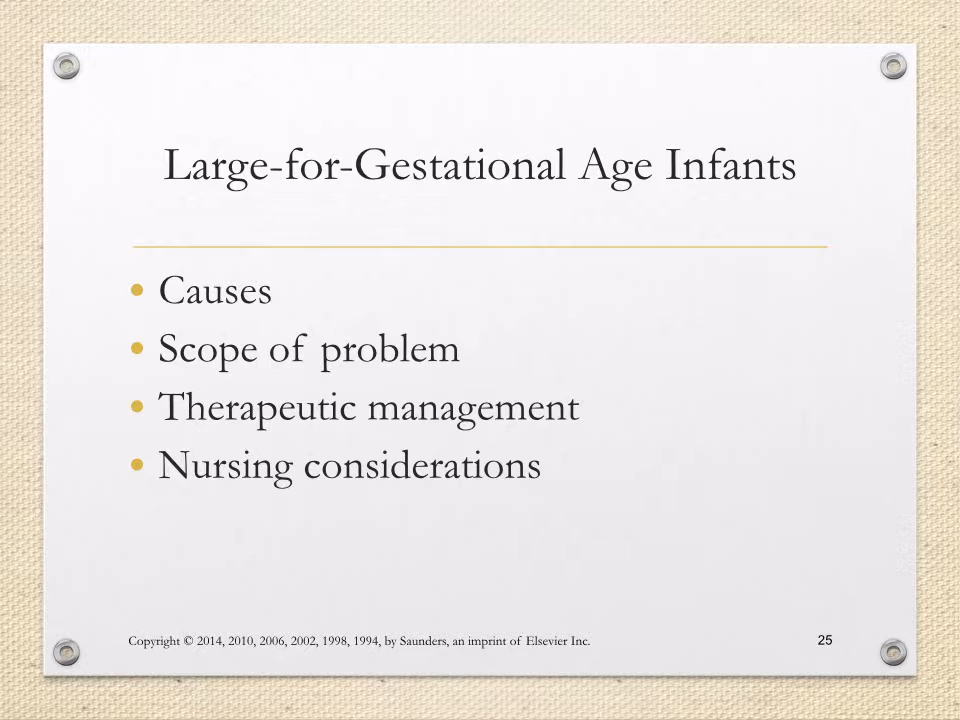 Large-for-Gestational Age Infants
• Causes
• Scope of problem
• Therapeutic management
• Nursing considerations
Copyright © 2014, 2010, 2006, 2002, 1998, 1994, by Saunders, an imprint of Elsevier Inc.
25